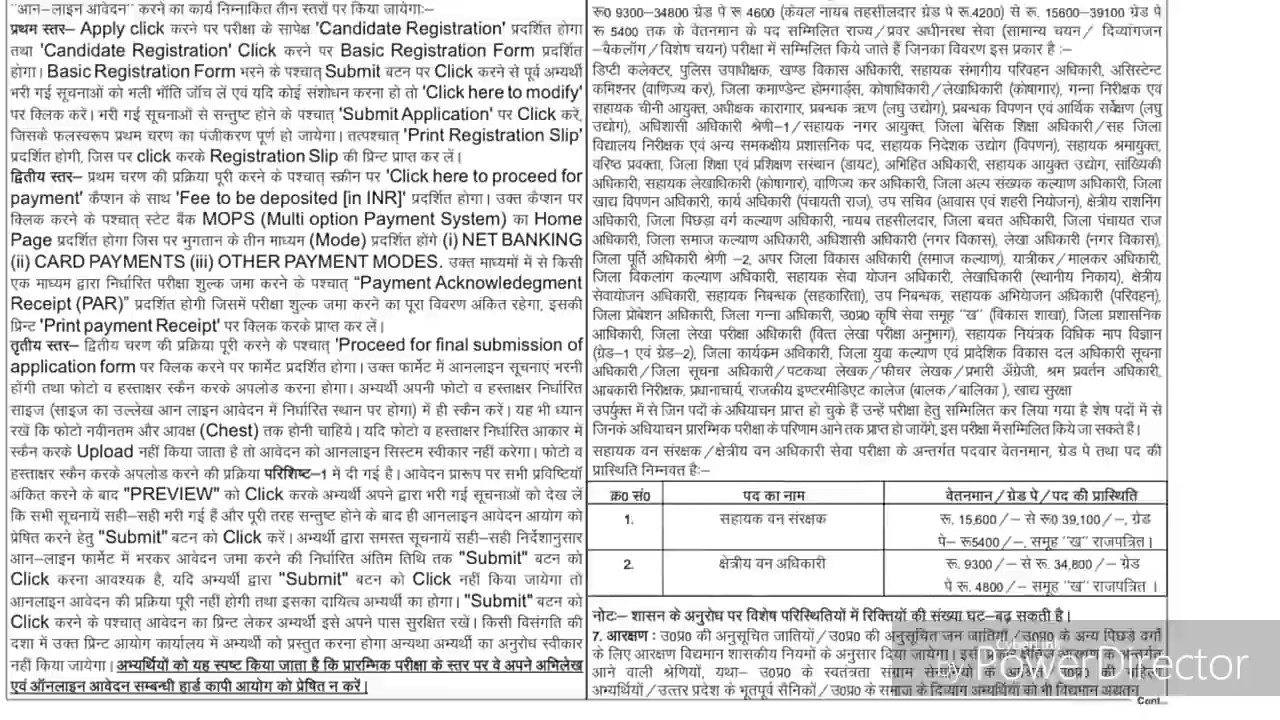 "आन–लाइन आवेदन" करने का कार्य निम्नांकित तीन स्तरों पर किया जायेगाः–
प्रथम स्तर– Apply click करने पर परीक्षा के सापेक्ष 'Candidate Registration' प्रदर्शित होगा
तथा 'Candidate Registration' Click करने पर Basic Registration Form प्रदर्शित
होगा। Basic Registration Form भरने के पश्चात् Submit बटन पर Click करने से पूर्व अभ्यर्थी
भरी गई सूचनाओं को भली भाँति जाँच लें एवं यदि कोई संशोधन करना हो तो 'Click here to modify'
पर क्लिक करें। भरी गई सूचनाओं से सन्तुष्ट होने के पश्चात् 'Submit Application' पर Click करें,
जिसके फलस्वरूप प्रथम चरण का पंजीकरण पूर्ण हो जायेगा। तत्पश्चात् 'Print Registration Slip'
प्रदर्शित होगी, जिस पर click करके Registration Slip की प्रिन्ट प्राप्त कर लें।
द्वितीय स्तर– प्रथम चरण की प्रक्रिया पूरी करने के पश्चात् स्क्रीन पर 'Click here to proceed for
payment' कैप्शन के साथ 'Fee to be deposited [in INR]' प्रदर्शित होगा। उक्त कैप्शन पर
क्लिक करने के पश्चात् स्टेट बैंक MOPS (Multi option Payment System) का Home
Page प्रदर्शित होगा जिस पर भुगतान के तीन माध्यम (Mode) प्रदर्शित होंगे (i) NET BANKING
(ii) CARD PAYMENTS (iii) OTHER PAYMENT MODES. उक्त माध्यमों में से किसी
एक माध्यम द्वारा निर्धारित परीक्षा शुल्क जमा करने के पश्चात् "Payment Acknowledegment
Receipt (PAR)" प्रदर्शित होगी जिसमें परीक्षा शुल्क जमा करने का पूरा विवरण अंकित रहेगा, इसकी
प्रिन्ट 'Print payment Receipt' पर क्लिक करके प्राप्त कर लें।
तृतीय स्तर– द्वितीय चरण की प्रक्रिया पूरी करने के पश्चात् 'Proceed for final submission of
application form' पर क्लिक करने पर फार्मेट प्रदर्शित होगा। उक्त फार्मेट में आनलाइन सूचनाएं भरनी
होंगी तथा फोटो व हस्ताक्षर स्कैन करके अपलोड करना होगा। अभ्यर्थी अपनी फोटो व हस्ताक्षर निर्धारित
साइज (साइज का उल्लेख आन लाइन आवेदन में निर्धारित स्थान पर होगा) में ही स्कैन करें। यह भी ध्यान
रखें कि फोटो नवीनतम और आवक्ष (Chest) तक होनी चाहिये। यदि फोटो व हस्ताक्षर निर्धारित आकार में
स्कैन करके Upload नहीं किया जाता है तो आवेदन को आनलाइन सिस्टम स्वीकार नहीं करेगा। फोटो व
हस्ताक्षर स्कैन करके अपलोड करने की प्रक्रिया परिशिष्ट–1 में दी गई है। आवेदन प्रारूप पर सभी प्रविष्टियाँ
अंकित करने के बाद "PREVIEW" को Click करके अभ्यर्थी अपने द्वारा भरी गई सूचनाओं को देख लें
कि सभी सूचनायें सही–सही भरी गई हैं और पूरी तरह सन्तुष्ट होने के बाद ही आनलाइन आवेदन आयोग को
प्रेषित करने हेतु "Submit" बटन को Click करें। अभ्यर्थी द्वारा समस्त सूचनायें सही–सही निर्देशानुसार
आन–लाइन फार्मेट में भरकर आवेदन जमा करने की निर्धारित अंतिम तिथि तक "Submit" बटन को
Click करना आवश्यक है, यदि अभ्यर्थी द्वारा "Submit" बटन को Click नहीं किया जायेगा तो
आनलाइन आवेदन की प्रक्रिया पूरी नहीं होगी तथा इसका दायित्व अभ्यर्थी का होगा। "Submit" बटन को
Click करने के पश्चात् आवेदन का प्रिन्ट लेकर अभ्यर्थी इसे अपने पास सुरक्षित रखें। किसी विसंगति की
दशा में उक्त प्रिन्ट आयोग कार्यालय में अभ्यर्थी को प्रस्तुत करना होगा अन्यथा अभ्यर्थी का अनुरोध स्वीकार
नहीं किया जायेगा। अभ्यर्थियों को यह स्पष्ट किया जाता है कि प्रारम्भिक परीक्षा के स्तर पर वे अपने अभिलेख
एवं ऑनलाइन आवेदन सम्बन्धी हार्ड कापी आयोग को प्रेषित न करें।
रू0 9300–34800 ग्रेड पे रू 4600 (केवल नायब तहसीलदार ग्रेड पे रू.4200) से रू. 15600–39100 ग्रेड पे
रू 5400 तक के वेतनमान के पद सम्मिलित राज्य/प्रवर अधीनस्थ सेवा (सामान्य चयन/ दिव्यांगजन
–बैकलॉग/विशेष चयन) परीक्षा में सम्मिलित किये जाते हैं जिनका विवरण इस प्रकार है :–
डिप्टी कलेक्टर, पुलिस उपाधीक्षक, खण्ड विकास अधिकारी, सहायक संभागीय परिवहन अधिकारी, असिस्टेन्ट
कमिश्नर (वाणिज्य कर), जिला कमाण्डेन्ट होमगार्ड्स, कोषाधिकारी/लेखाधिकारी (कोषागार), गन्ना निरीक्षक एवं
सहायक चीनी आयुक्त, अधीक्षक कारागार, प्रबन्धक ऋण (लघु उद्योग), प्रबन्धक विपणन एवं आर्थिक सर्वेक्षण (लघु
उद्योग), अधिशासी अधिकारी श्रेणी–1/सहायक नगर आयुक्त, जिला बेसिक शिक्षा अधिकारी/सह जिला
विद्यालय निरीक्षक एवं अन्य समकक्षीय प्रशासनिक पद, सहायक निदेशक उद्योग (विपणन), सहायक श्रमायुक्त,
वरिष्ठ प्रवक्ता, जिला शिक्षा एवं प्रशिक्षण संस्थान (डायट), अभिहित अधिकारी, सहायक आयुक्त उद्योग, सांख्यिकी
अधिकारी, सहायक लेखाधिकारी (कोषागार), वाणिज्य कर अधिकारी, जिला अल्प संख्यक कल्याण अधिकारी, जिला
खाद्य विपणन अधिकारी, कार्य अधिकारी (पंचायती राज), उप सचिव (आवास एवं शहरी नियोजन), क्षेत्रीय राशनिंग
अधिकारी, जिला पिछड़ा वर्ग कल्याण अधिकारी, नायब तहसीलदार, जिला बचत अधिकारी, जिला पंचायत राज
अधिकारी, जिला समाज कल्याण अधिकारी, अधिशासी अधिकारी (नगर विकास), लेखा अधिकारी (नगर विकास),
जिला पूर्ति अधिकारी श्रेणी –2, अपर जिला विकास अधिकारी (समाज कल्याण), यात्रीकर/मालकर अधिकारी,
जिला विकलांग कल्याण अधिकारी, सहायक सेवा योजन अधिकारी, लेखाधिकारी (स्थानीय निकाय), क्षेत्रीय
सेवायोजन अधिकारी, सहायक निबन्धक (सहकारिता), उप निबन्धक, सहायक अभियोजन अधिकारी (परिवहन),
जिला प्रोबेशन अधिकारी, जिला गन्ना अधिकारी, उ0प्र0 कृषि सेवा समूह "ख" (विकास शाखा), जिला प्रशासनिक
अधिकारी, जिला लेखा परीक्षा अधिकारी (वित्त लेखा परीक्षा अनुभाग), सहायक नियंत्रक विधिक माप विज्ञान
(ग्रेड–1 एवं ग्रेड–2), जिला कार्यक्रम अधिकारी, जिला युवा कल्याण एवं प्रादेशिक विकास दल अधिकारी सूचना
अधिकारी/जिला सूचना अधिकारी/पटकथा लेखक/फीचर लेखक/प्रभारी अँग्रेजी, श्रम प्रवर्तन अधिकारी,
आबकारी निरीक्षक, प्रधानाचार्य, राजकीय इण्टरमीडिएट कालेज (बालक/बालिका ), खाद्य सुरक्षा
उपर्युक्त में से जिन पदों के अधियाचन प्राप्त हो चुके हैं उन्हें परीक्षा हेतु सम्मिलित कर लिया गया है शेष पदों में से
जिनके अधियाचन प्रारम्भिक परीक्षा के परिणाम आने तक प्राप्त हो जायेंगे, इस परीक्षा में सम्मिलित किये जा सकते हैं।
सहायक वन संरक्षक/क्षेत्रीय वन अधिकारी सेवा परीक्षा के अन्तर्गत पदवार वेतनमान, ग्रेड पे तथा पद की
प्रास्थिति निम्नवत हैः–
क्र0 सं0 पद का नाम वेतनमान/ग्रेड पे/पद की प्रास्थिति
1. सहायक वन संरक्षक रू. 15,600/– से रू0 39,100/–, ग्रेड
पे– रू5400/–, समूह "ख" राजपत्रित।
2. क्षेत्रीय वन अधिकारी रू. 9300/– से रू. 34,800/– ग्रेड
पे रू. 4800/– समूह "ख" राजपत्रित ।
नोटः– शासन के अनुरोध पर विशेष परिस्थितियों में रिक्तियों की संख्या घट–बढ़ सकती है।
7. आरक्षण : उ0प्र0 की अनुसूचित जातियों/उ0प्र0 की अनुसूचित जन जातियों/उ0प्र0 के अन्य पिछड़े वर्गो
के लिए आरक्षण विद्यमान शासकीय नियमों के अनुसार दिया जायेगा। आरक्षण के अन्तर्गत
आने वाली श्रेणियों, यथा– उ0प्र0 के स्वतंत्रता संग्राम के आश्रित उ0प्र0 की महिला
अभ्यर्थियों/उत्तर प्रदेश के भूतपूर्व सैनिकों/उ0प्र0 के समाज के दिव्यांग अभ्यर्थियों को भी विद्यमान अद्यतन
Cont...
by PowerDirector